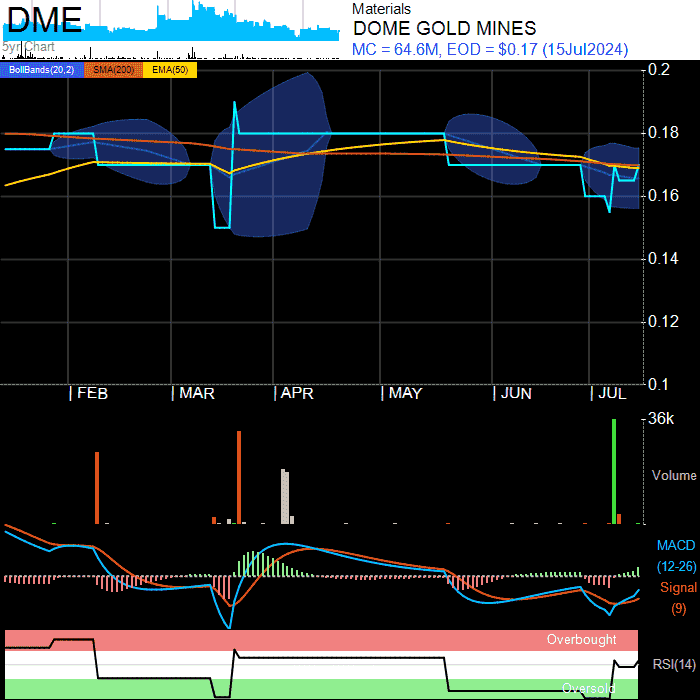 DME
5yr Chart
Materials
DOME GOLD MINES
MC = 64.6M, EOD = $0.17 (15Jul2024)
BollBands(20,2) SMA(200) EMA(50)
0.2
0.18
0.16
0.14
0.12
0.1
| FEB | MAR | APR | MAY | JUN | JUL
36k
Volume
MACD
(12-26)
Signal
(9)
Overbought
RSI(14)
Oversold